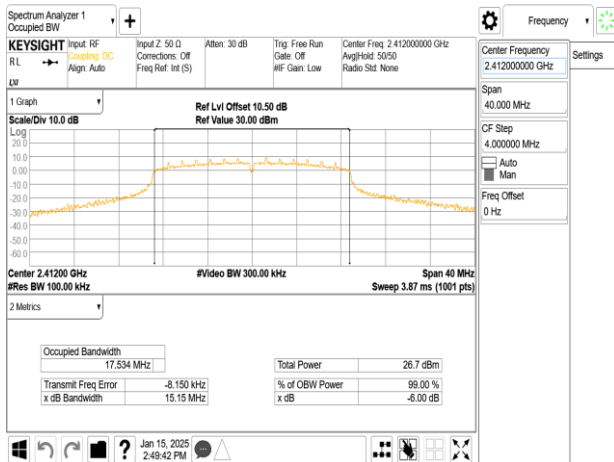 Spectrum Analyzer 1
Occupied BW
Frequency
KEYSIGHT
RL
Input: RF
Coupling: DC
Align: Auto
Input Z: 50 Ω
Corrections: Off
Freq Ref: Int (S)
Atten: 30 dB
Trig: Free Run
Gate: Off
#IF Gain: Low
Center Freq: 2.412000000 GHz
Avg|Hold: 50/50
Radio Std: None
Center Frequency
2.412000000 GHz
Settings
Span
40.000 MHz
CF Step
4.000000 MHz
Auto
Man
Freq Offset
0 Hz
1 Graph
Scale/Div 10.0 dB
Ref Lvl Offset 10.50 dB
Ref Value 30.00 dBm
Log
20.0
10.0
0.00
-10.0
-20.0
-30.0
-40.0
-50.0
-60.0
Center 2.41200 GHz
#Res BW 100.00 kHz
#Video BW 300.00 kHz
Span 40 MHz
Sweep 3.87 ms (1001 pts)
2 Metrics
Occupied Bandwidth
17.534 MHz
Total Power 26.7 dBm
Transmit Freq Error -8.150 kHz
% of OBW Power 99.00 %
x dB Bandwidth 15.15 MHz
x dB -6.00 dB
?
Jan 15, 2025
2:49:42 PM